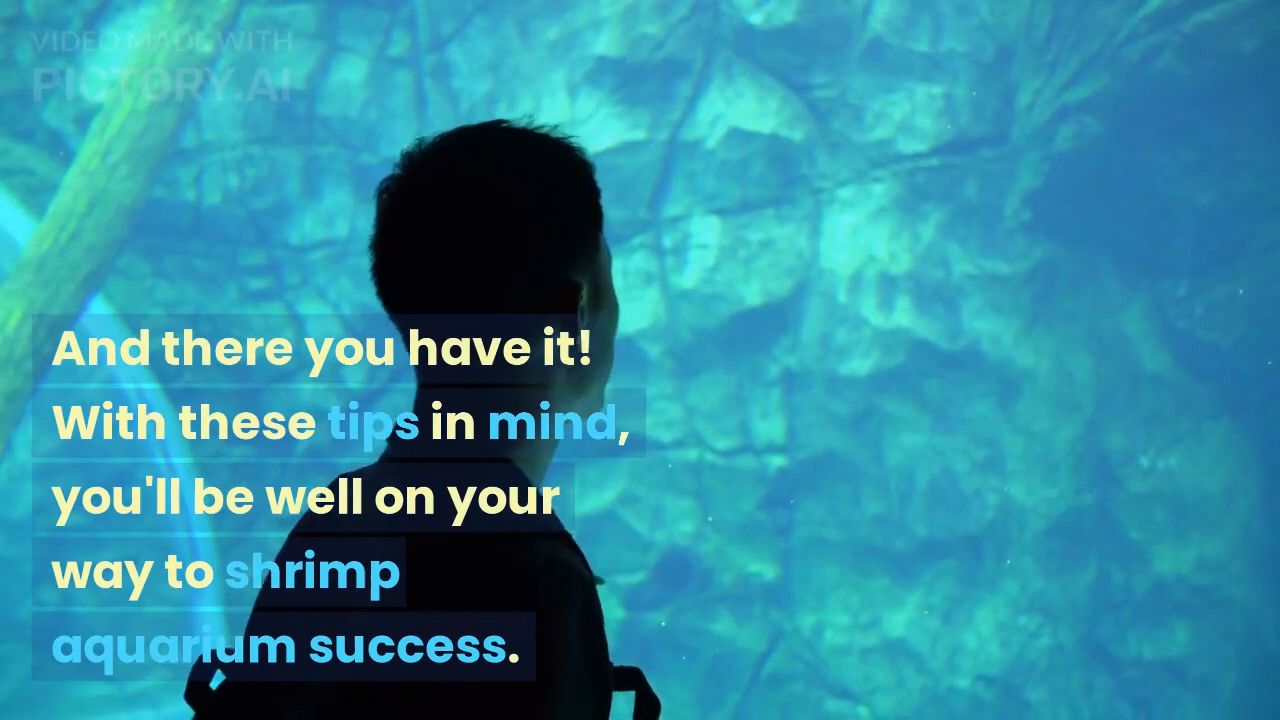 VIDEO MADE WITH
PICTORY.AI
And there you have it!
With these tips in mind,
you'll be well on your
way to shrimp
aquarium success.